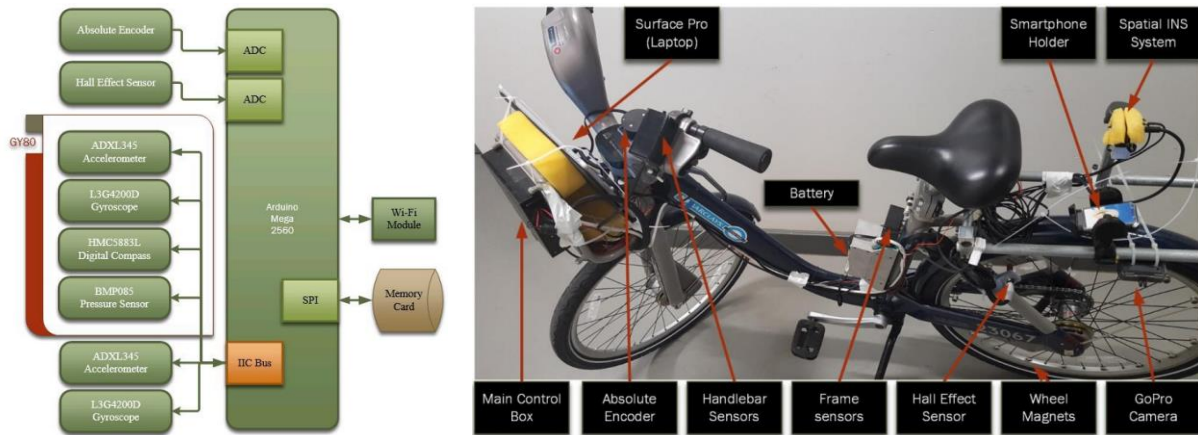 Absolute Encoder
ADC
Hall Effect Sensor
ADC
GY80
ADXL345
Accelerometer
L3G4200D
Gyroscope
HMC5883L
Digital Compass
BMP085
Pressure Sensor
ADXL345
Accelerometer
L3G4200D
Gyroscope
Arduino
Mega
2560
SPI
IIC Bus
Wi-Fi
Module
Memory
Card
Surface Pro
(Laptop)
Smartphone
Holder
Spatial INS
System
Battery
3067
Main Control
Box
Absolute
Encoder
Handlebar
Sensors
Frame
sensors
Hall Effect
Sensor
Wheel
Magnets
GoPro
Camera